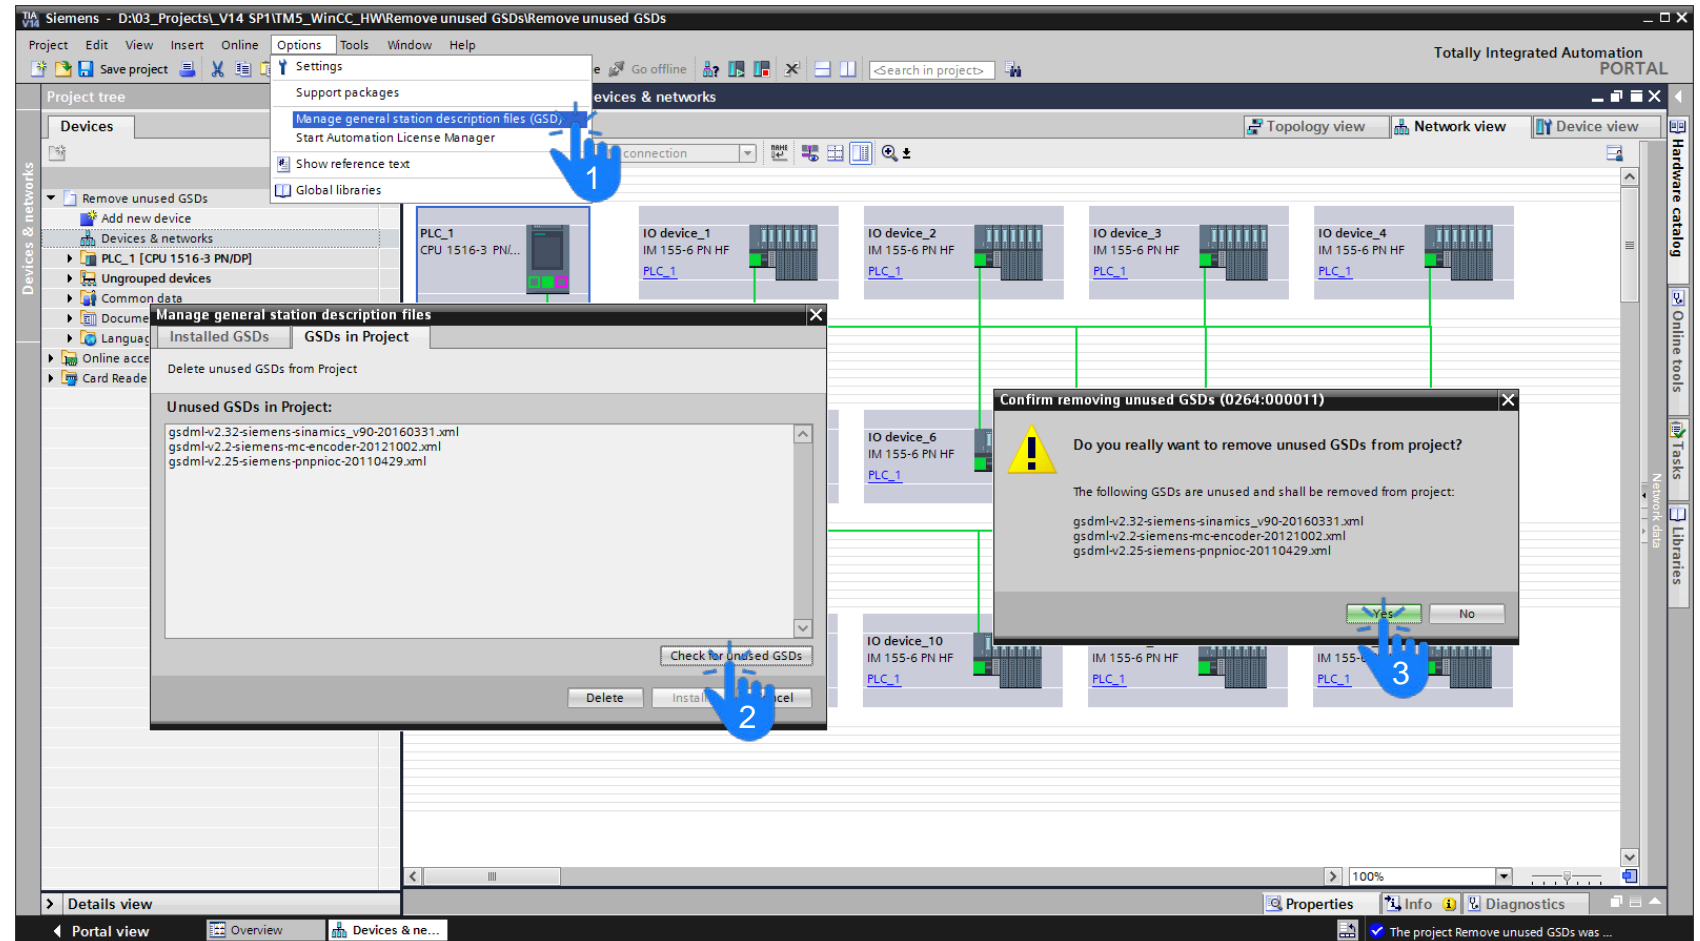 TIA V14 Siemens - D:\03_Projects\_V14 SP1\TM5_WinCC_HW\Remove unused GSDs\Remove unused GSDs
Project Edit View Insert Online Options Tools Window Help
Totally Integrated Automation
PORTAL
Save project
Go offline
<Search in project>
Settings
Support packages
Manage general station description files (GSD)
Start Automation License Manager
Show reference text
Global libraries
1
Project tree
evices & networks
Devices
Topology view
Network view
Device view
connection
Devices & networks
Remove unused GSDs
Add new device
Devices & networks
PLC_1 [CPU 1516-3 PN/DP]
Ungrouped devices
Common data
Docume
Languag
Online acce
Card Reade
PLC_1
CPU 1516-3 PN/...
IO device_1
IM 155-6 PN HF
PLC_1
IO device_2
IM 155-6 PN HF
PLC_1
IO device_3
IM 155-6 PN HF
PLC_1
IO device_4
IM 155-6 PN HF
PLC_1
Manage general station description files
Installed GSDs
GSDs in Project
Delete unused GSDs from Project
Unused GSDs in Project:
gsdml-v2.32-siemens-sinamics_v90-20160331.xml
gsdml-v2.2-siemens-mc-encoder-20121002.xml
gsdml-v2.25-siemens-pnpnioc-20110429.xml
Check for unused GSDs
Delete
Install
cel
2
IO device_6
IM 155-6 PN HF
PLC_1
Confirm removing unused GSDs (0264:000011)
Do you really want to remove unused GSDs from project?
The following GSDs are unused and shall be removed from project:
gsdml-v2.32-siemens-sinamics_v90-20160331.xml
gsdml-v2.2-siemens-mc-encoder-20121002.xml
gsdml-v2.25-siemens-pnpnioc-20110429.xml
Yes
No
3
IO device_10
IM 155-6 PN HF
PLC_1
IM 155-6 PN HF
PLC_1
IM 155-
PLC_1
Hardware catalog
Online tools
Tasks
Libraries
Network data
100%
Details view
Properties
Info
Diagnostics
Portal view
Overview
Devices & ne...
The project Remove unused GSDs was ...